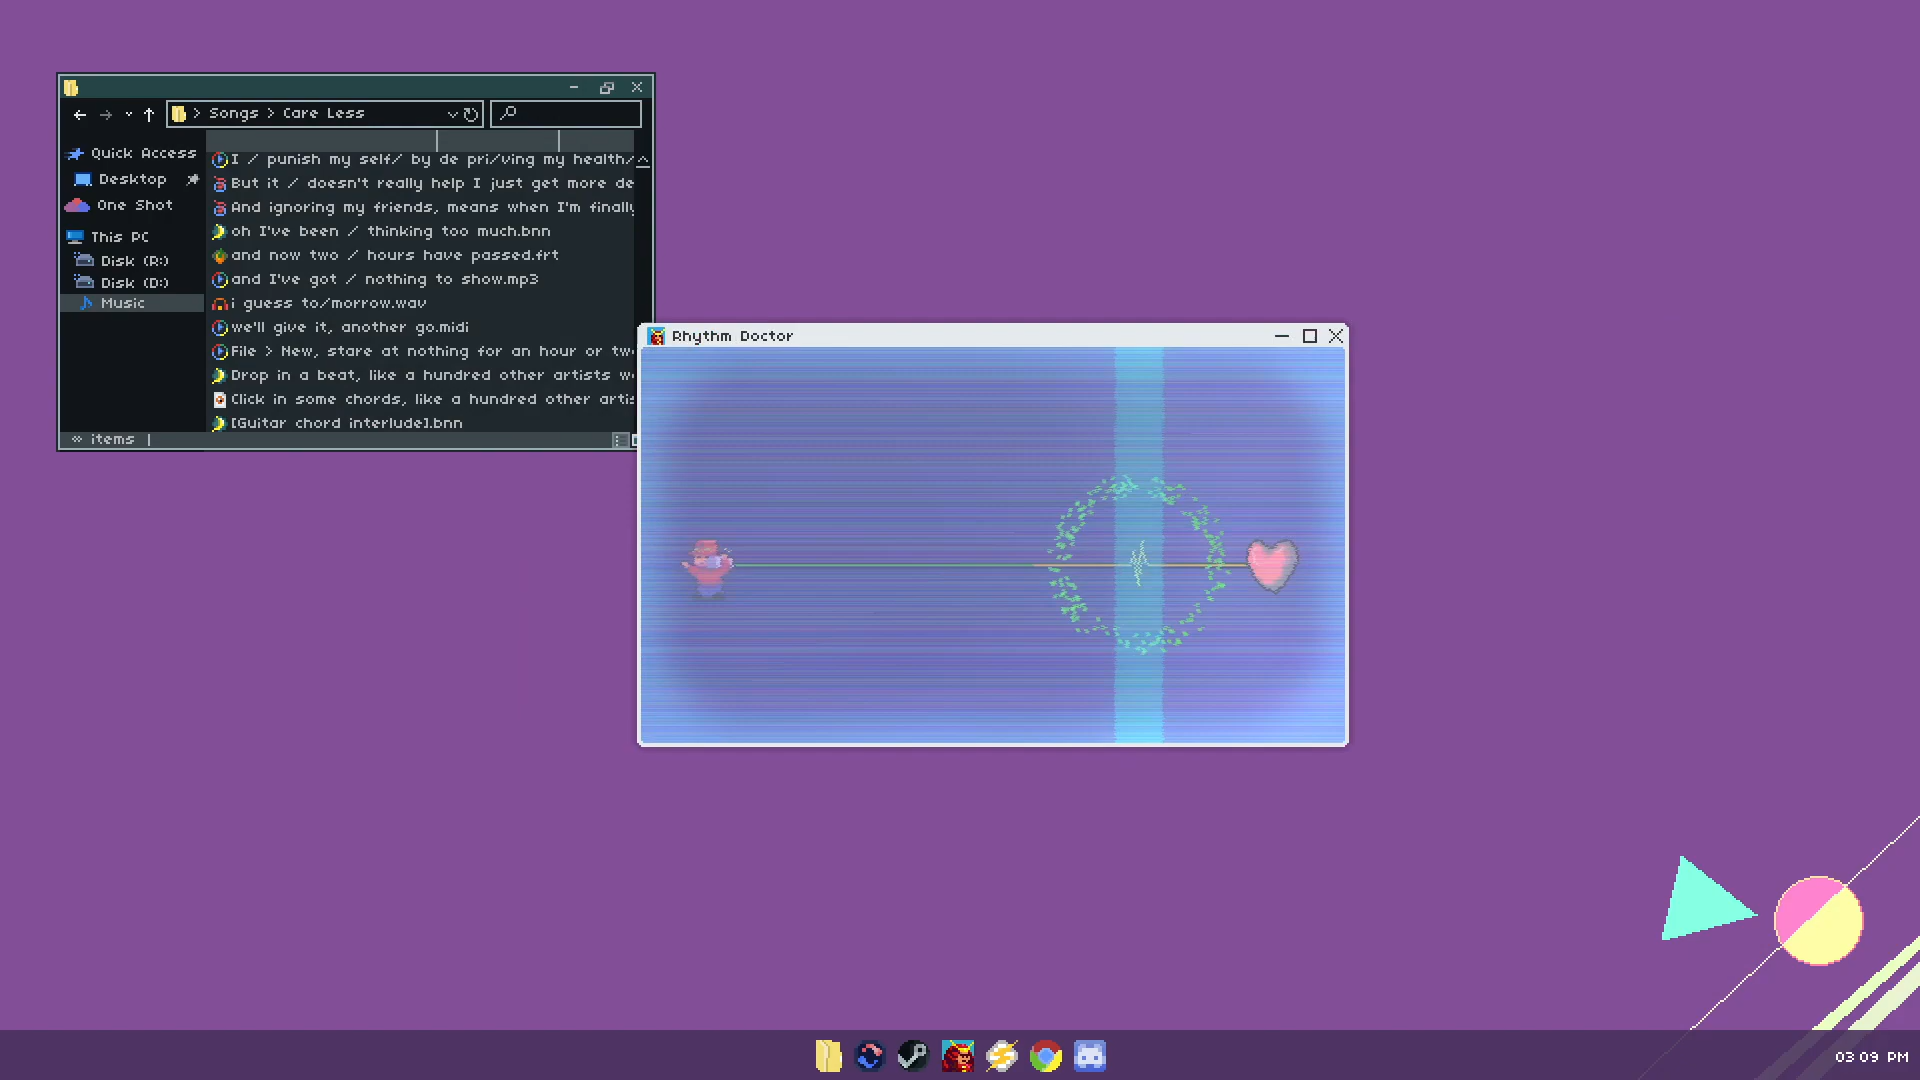 Songs > Care Less
Quick Access
Desktop
One Shot
This PC
Disk (R:)
Disk (D:)
Music
I / punish my self/ by de pri/ving my health/
But it / doesn't really help I just get more de
And ignoring my friends, means when I'm finally
oh I've been / thinking too much.bnn
and now two / hours have passed.frt
and I've got / nothing to show.mp3
i guess to/morrow.wav
we'll give it, another go.midi
File > New, stare at nothing for an hour or two
Drop in a beat, like a hundred other artists
Click in some chords, like a hundred other
[Guitar chord interlude].bnn
∞ items |
Rhythm Doctor
03 09 PM